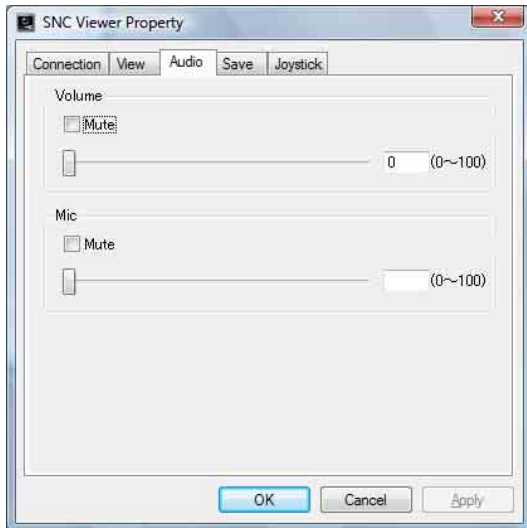 SNC Viewer Property
Connection View Audio Save Joystick
Volume
Mute
0 (0~100)
Mic
Mute
(0~100)
OK Cancel Apply